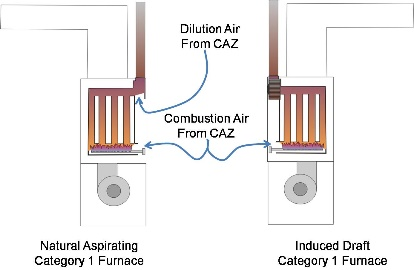 Dilution Air
From CAZ
Combustion Air
From CAZ
Natural Aspirating
Category 1 Furnace
Induced Draft
Category 1 Furnace